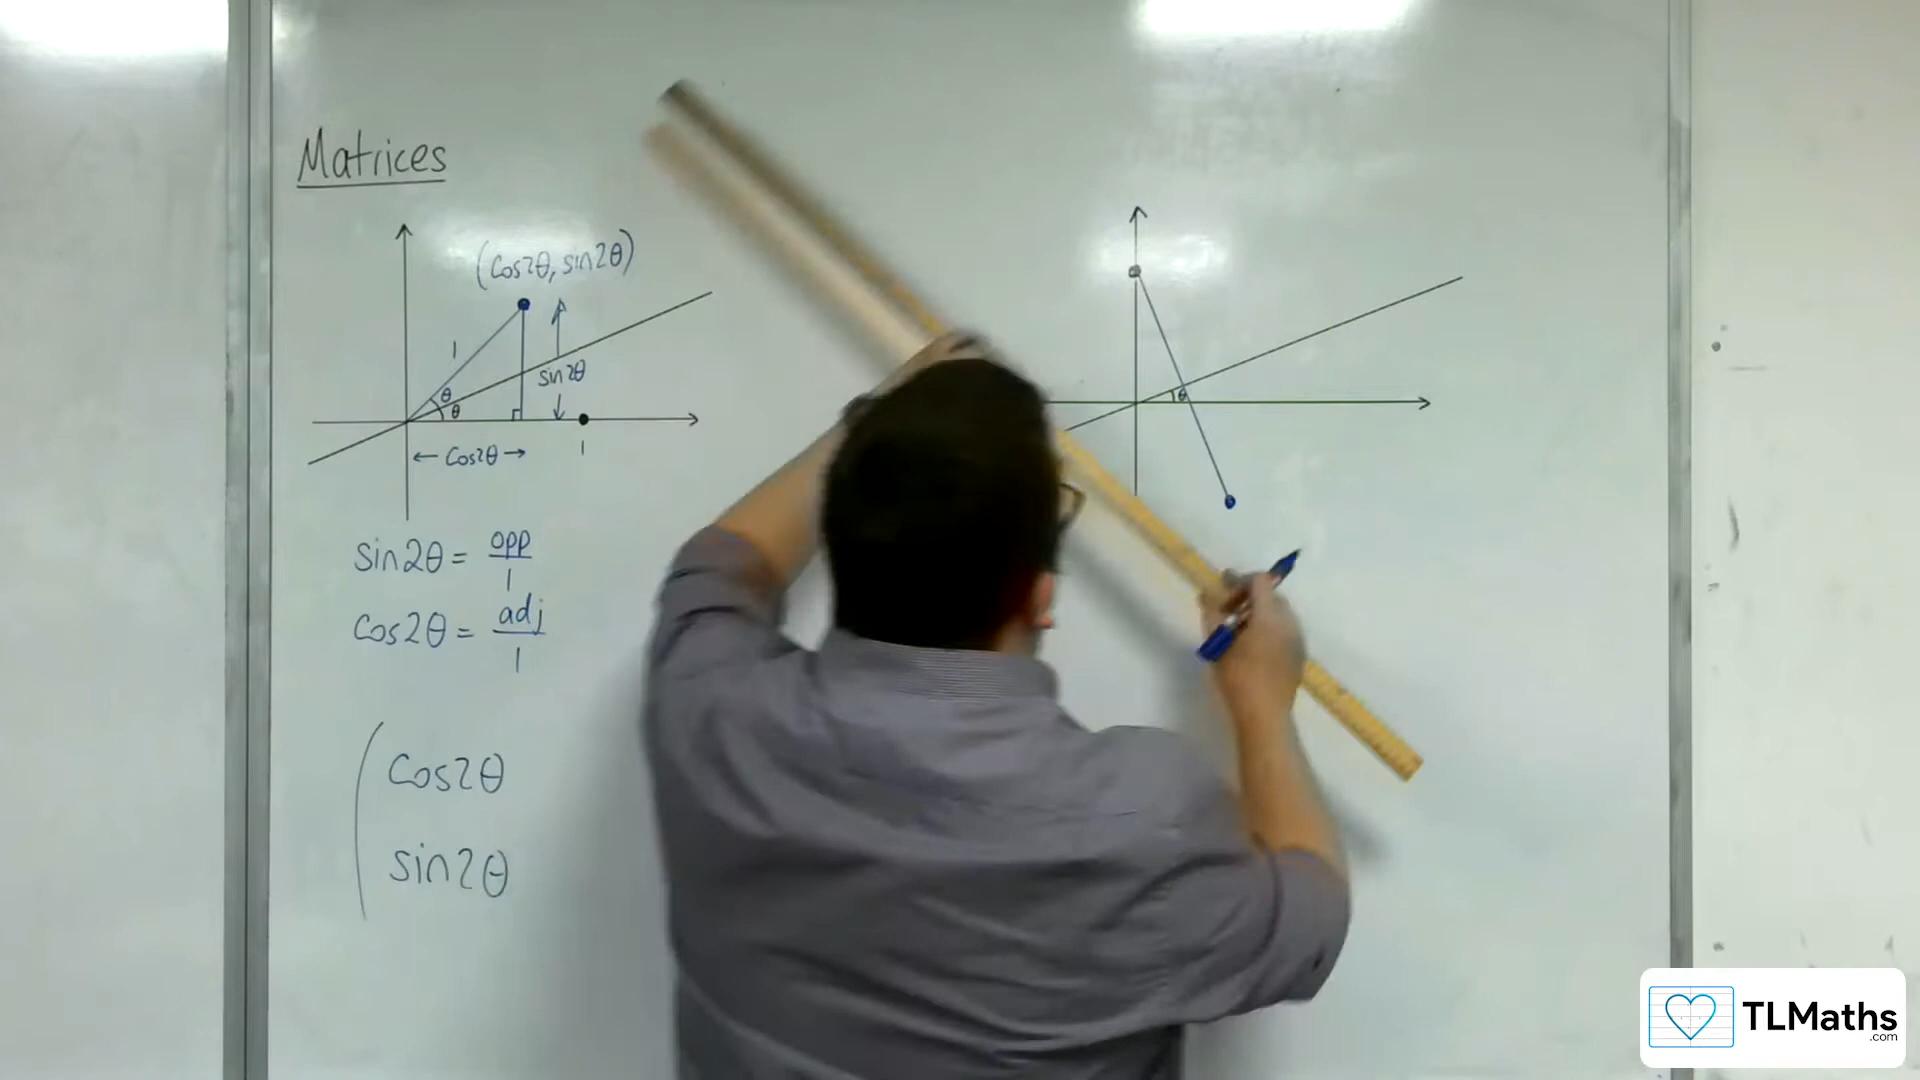 Matrices
(cos2θ, sin2θ)
1
θ
θ
sin2θ
← cos2θ →
1
sin2θ = opp/1
cos2θ = adj/1
( cos2θ
sin2θ
θ
TLMaths
.com